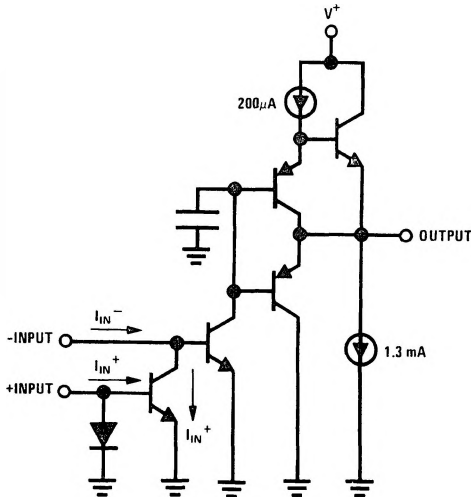 V+
200μA
OUTPUT
IIN−
-INPUT
1.3 mA
IIN+
+INPUT
IIN+